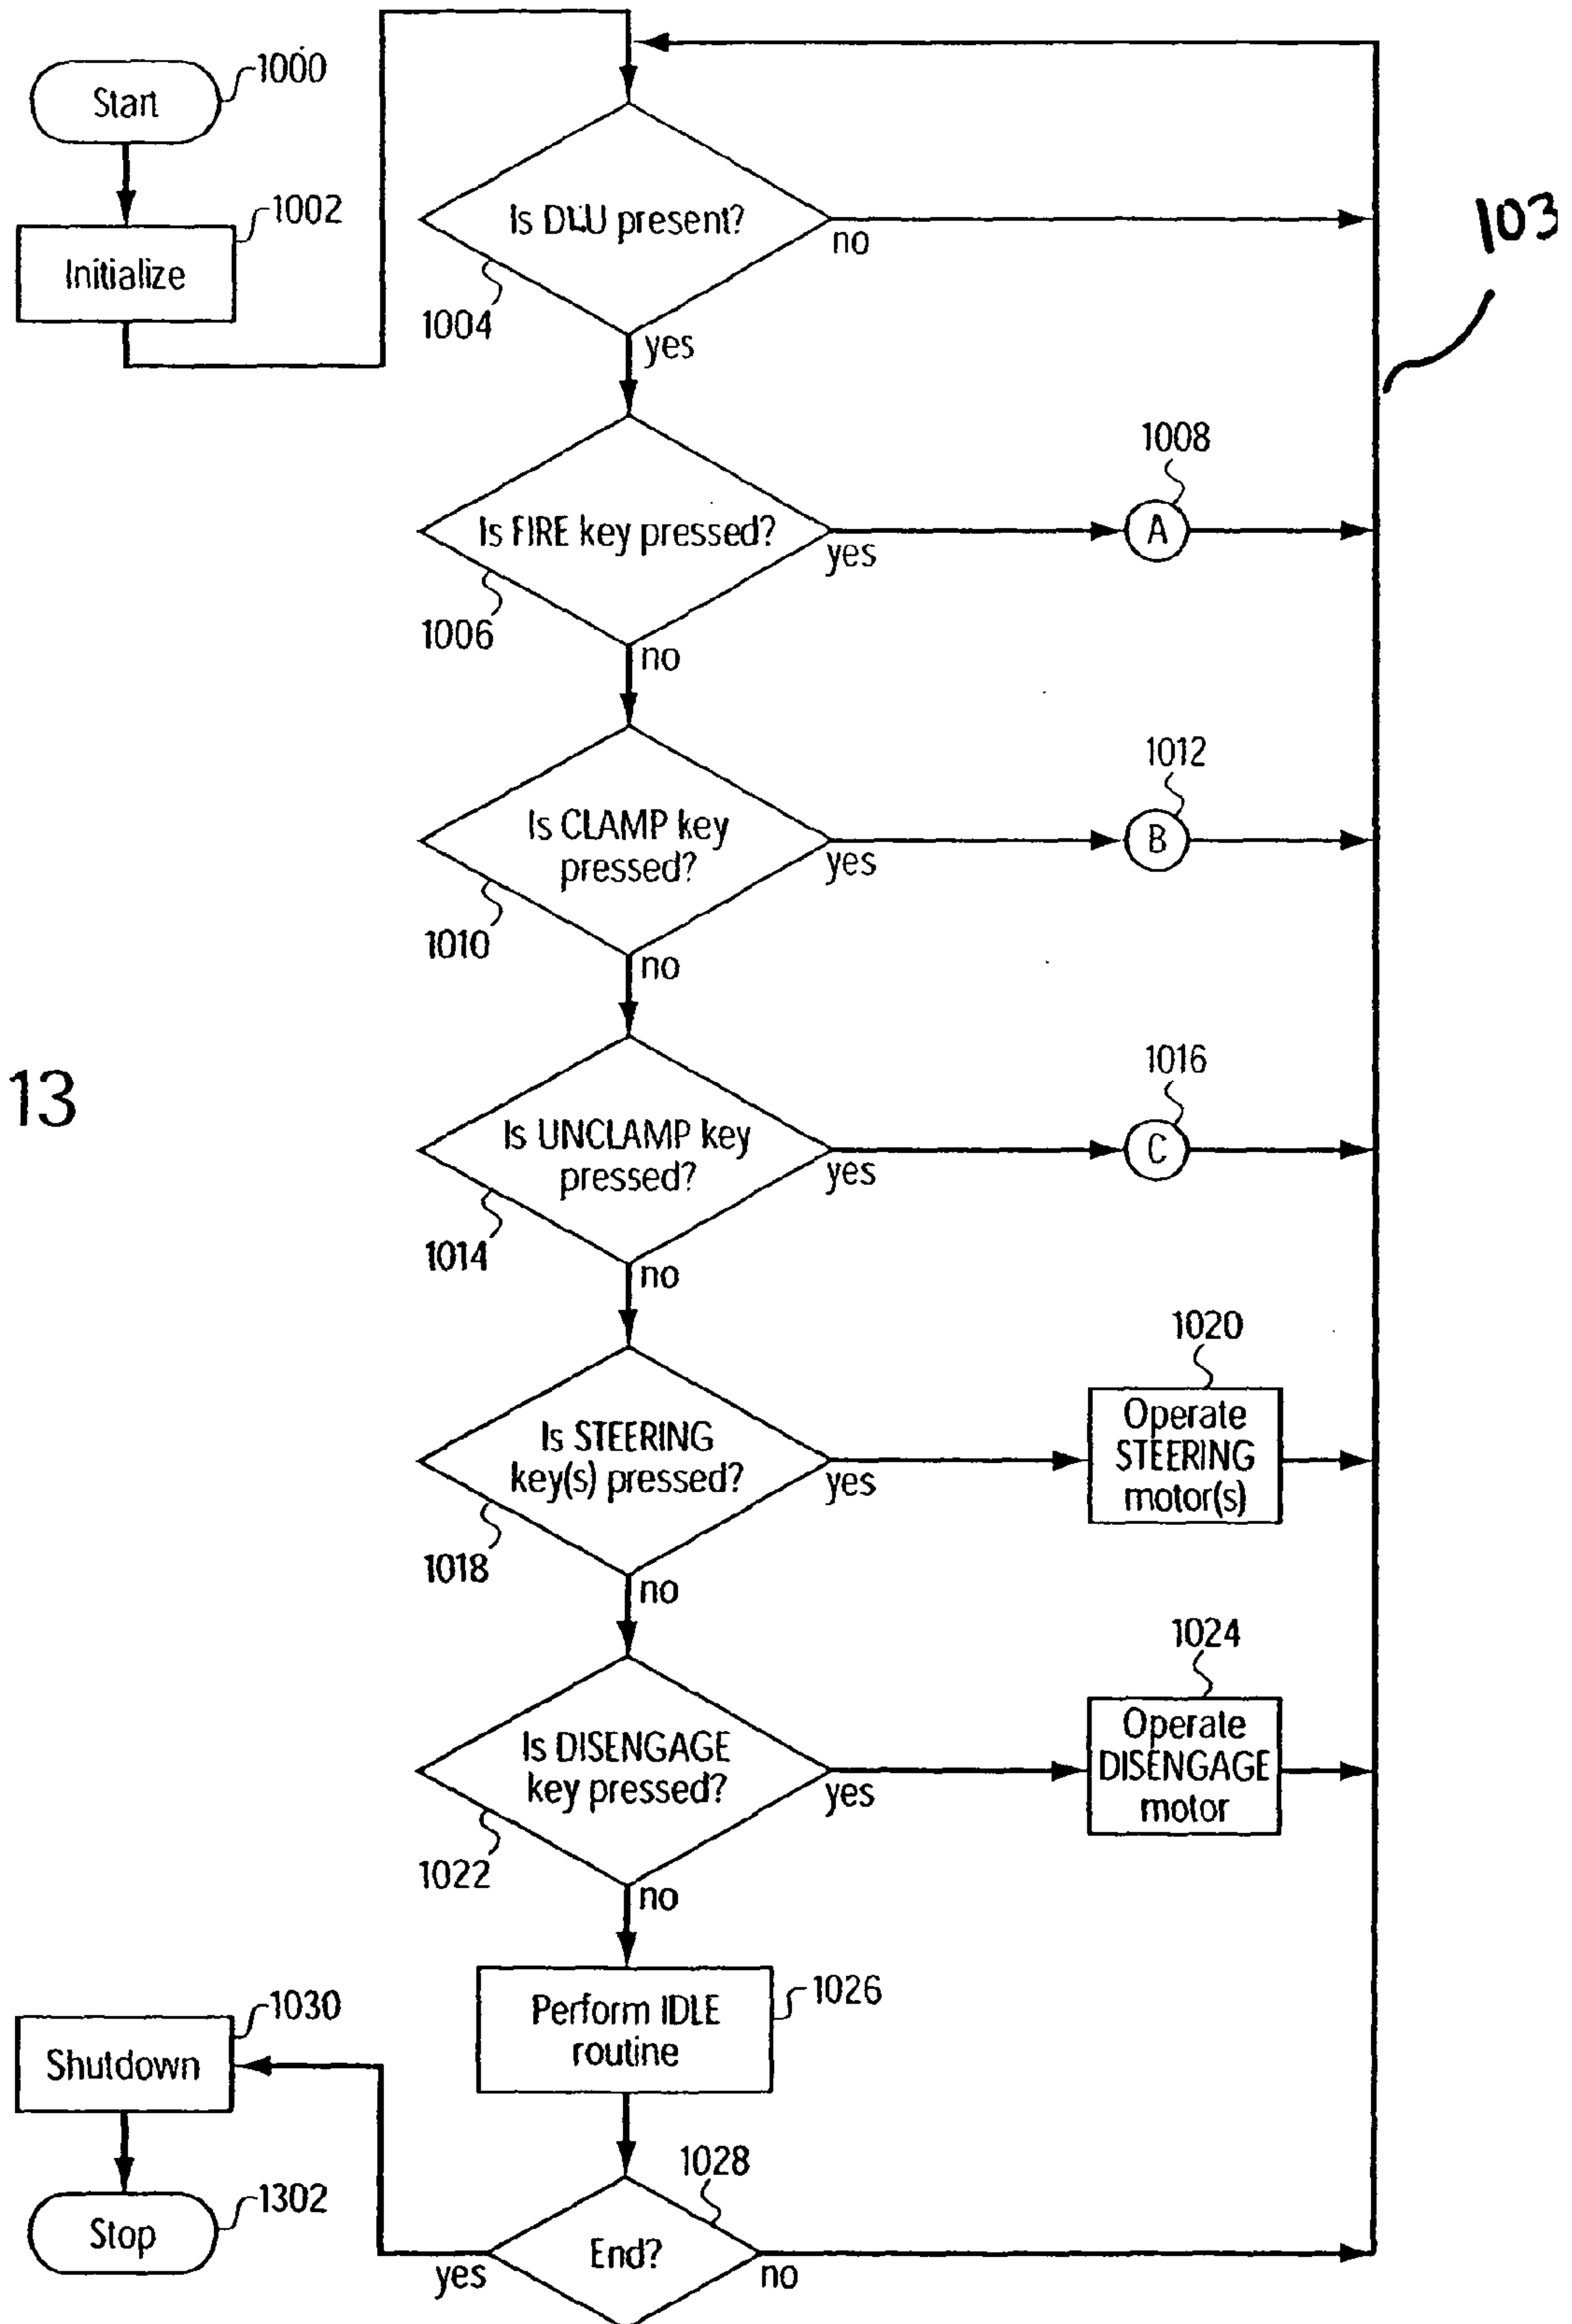 1000
Start
1002
Initialize
Is DLU present?
no
1004
yes
103
1008
Is FIRE key pressed?
A
yes
1006
no
1012
Is CLAMP key
pressed?
B
yes
1010
no
13
1016
Is UNCLAMP key
pressed?
C
yes
1014
no
1020
Is STEERING
key(s) pressed?
Operate
STEERING
motor(s)
yes
1018
no
1024
Is DISENGAGE
key pressed?
Operate
DISENGAGE
motor
yes
1022
no
Perform IDLE
routine
1026
1030
Shutdown
1028
1302
Stop
End?
yes
no